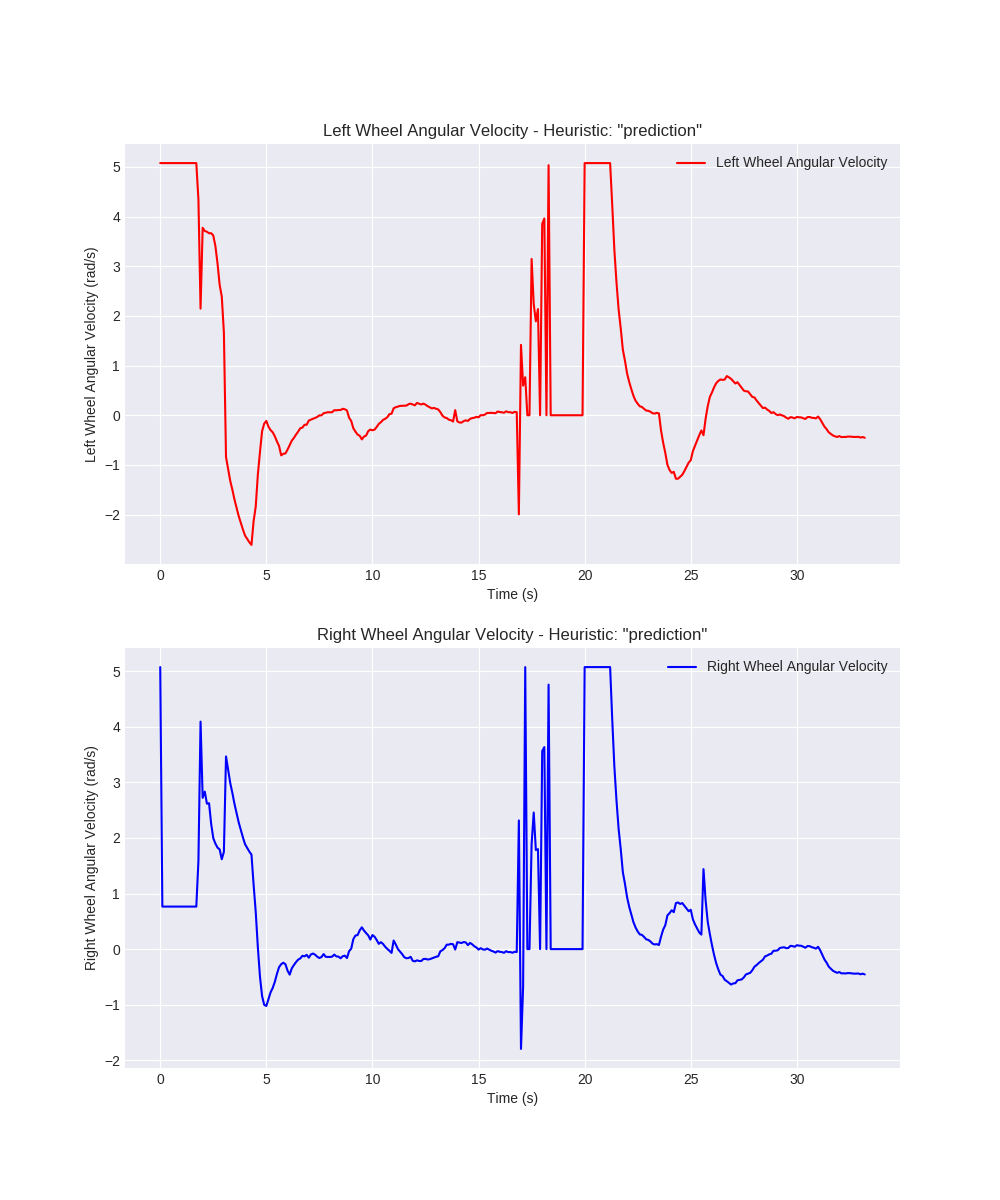 Left Wheel Angular Velocity - Heuristic: "prediction"
Left Wheel Angular Velocity
Left Wheel Angular Velocity (rad/s)
5
4
3
2
1
0
−1
−2
0 5 10 15 20 25 30
Time (s)
Right Wheel Angular Velocity - Heuristic: "prediction"
Right Wheel Angular Velocity
Right Wheel Angular Velocity (rad/s)
5
4
3
2
1
0
−1
−2
0 5 10 15 20 25 30
Time (s)